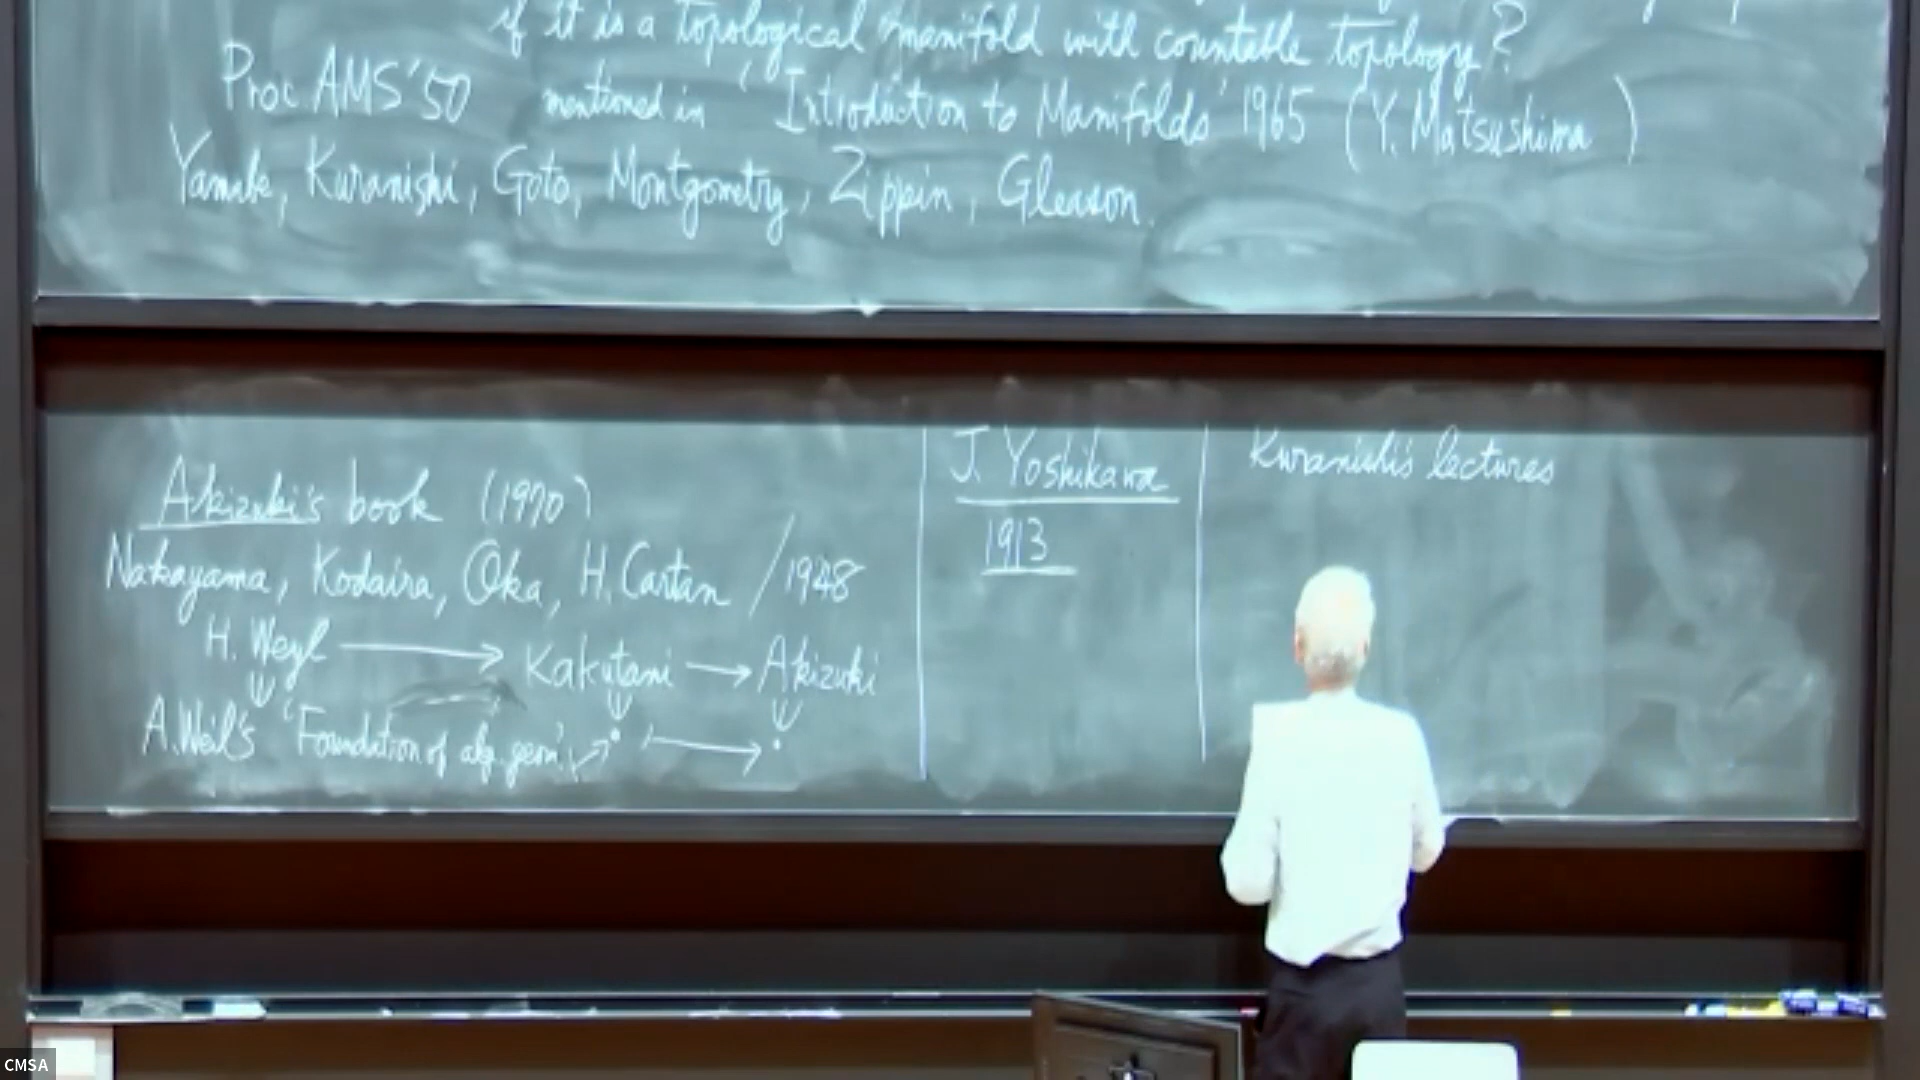 if it is a topological manifold with countable topology?
Proc AMS '50 mentioned in 'Introduction to Manifolds' 1965 (Y. Matsushima)
Yamabe, Kuranishi, Goto, Montgometry, Zippin, Gleason.
Akizuki's book (1970)
Nakayama, Kodaira, Oka, H. Cartan / 1948
H. Weyl → Kakutani → Akizuki
A. Weil's 'Foundation of alg. geom.'
J. Yoshikawa
1913
Kuranishi's lectures
CMSA